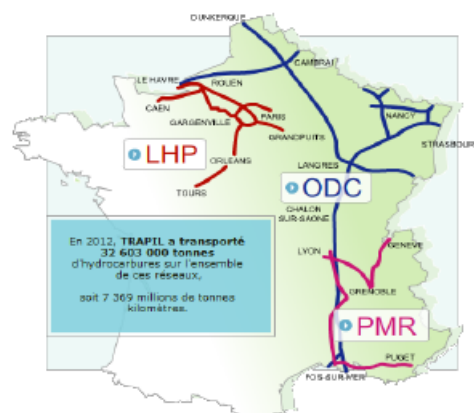 DUNKERQUE
CAMBRAI
LE HAVRE
ROUEN
CAEN
PARIS
NANCY
GARGENVILLE
GRANDPUITS
STRASBOUR
LHP
ORLEANS
LANGRES
ODC
TOURS
CHALON
SUR-SAONE
En 2012, TRAPIL a transporté
32 603 000 tonnes
d'hydrocarbures sur l'ensemble
de ces réseaux,
soit 7 369 millions de tonnes
kilomètres.
LYON
GENEVE
GRENOBLE
PMR
PUGET
FOS-SUR-MER